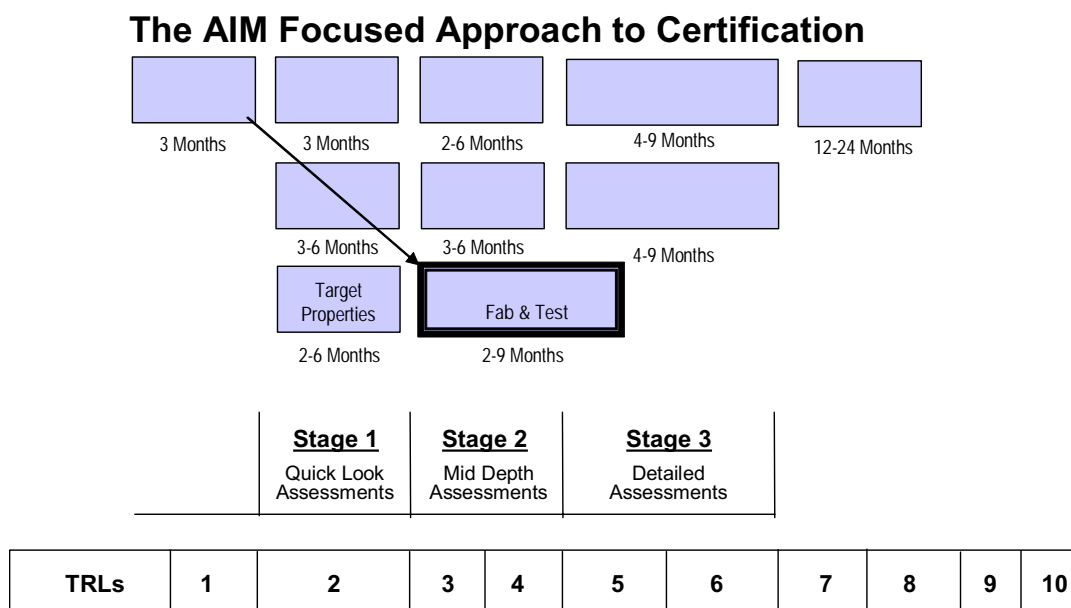 The AIM Focused Approach to Certification
3 Months
3 Months
2-6 Months
4-9 Months
12-24 Months
3-6 Months
3-6 Months
4-9 Months
Target
Properties
Fab & Test
2-6 Months
2-9 Months
Stage 1
Quick Look
Assessments
Stage 2
Mid Depth
Assessments
Stage 3
Detailed
Assessments
TRLs 1 2 3 4 5 6 7 8 9 10